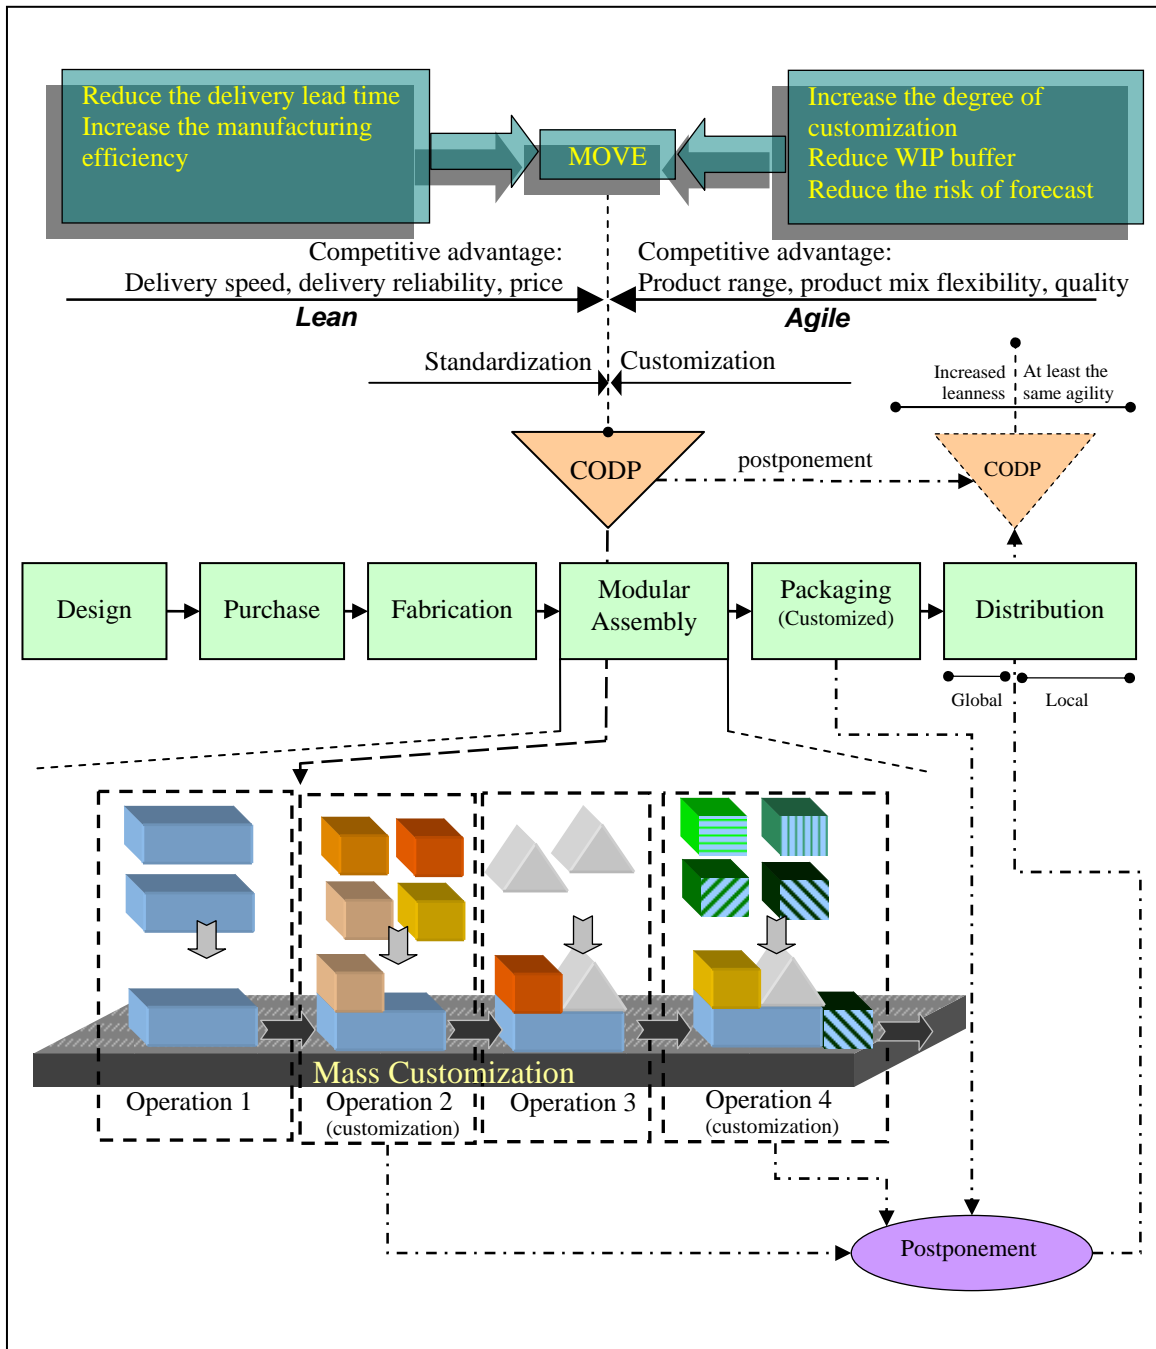 Reduce the delivery lead time
Increase the manufacturing
efficiency
MOVE
Increase the degree of
customization
Reduce WIP buffer
Reduce the risk of forecast
Competitive advantage:
Delivery speed, delivery reliability, price
Lean
Competitive advantage:
Product range, product mix flexibility, quality
Agile
Standardization
Customization
Increased
leanness
At least the
same agility
CODP
postponement
CODP
Design
Purchase
Fabrication
Modular
Assembly
Packaging
(Customized)
Distribution
Global
Local
Mass Customization
Operation 1
Operation 2
(customization)
Operation 3
Operation 4
(customization)
Postponement